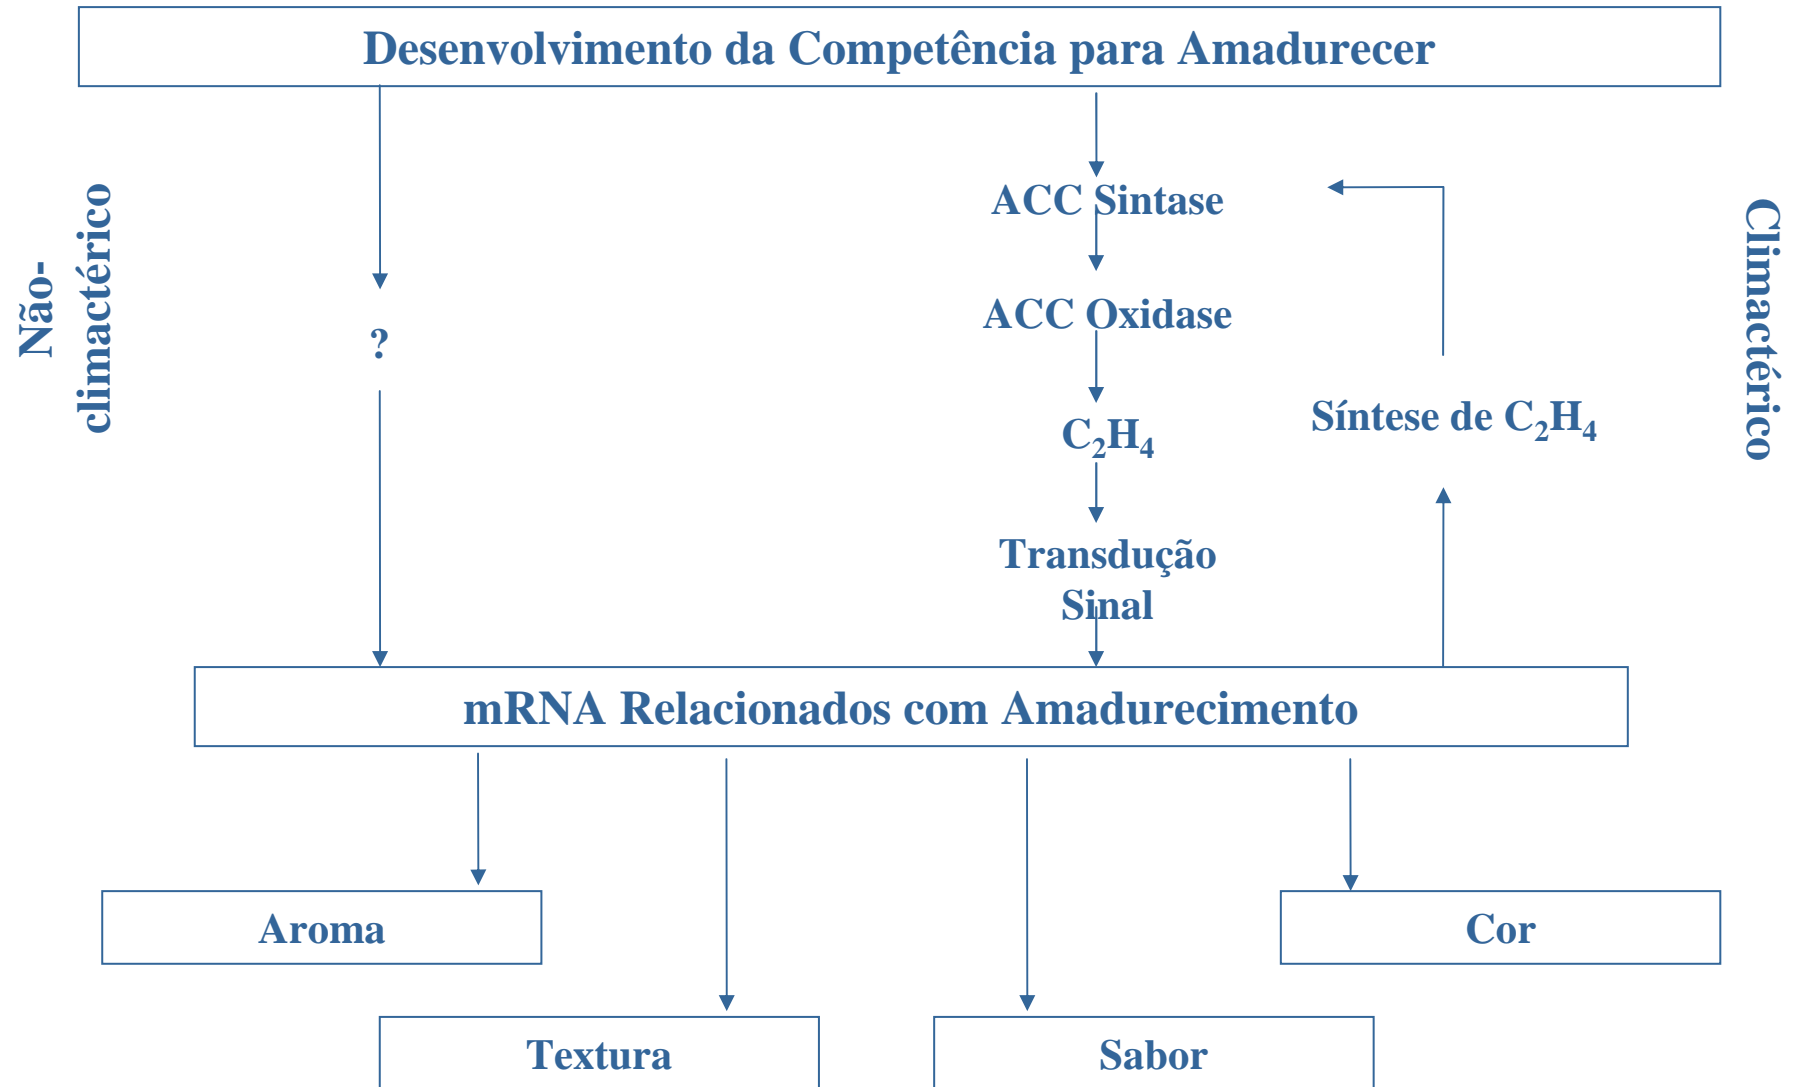 Desenvolvimento da Competência para Amadurecer
Não-
climactérico
?
ACC Sintase
ACC Oxidase
C₂H₄
Transdução
Sinal
Síntese de C₂H₄
Climactérico
mRNA Relacionados com Amadurecimento
Aroma
Cor
Textura
Sabor